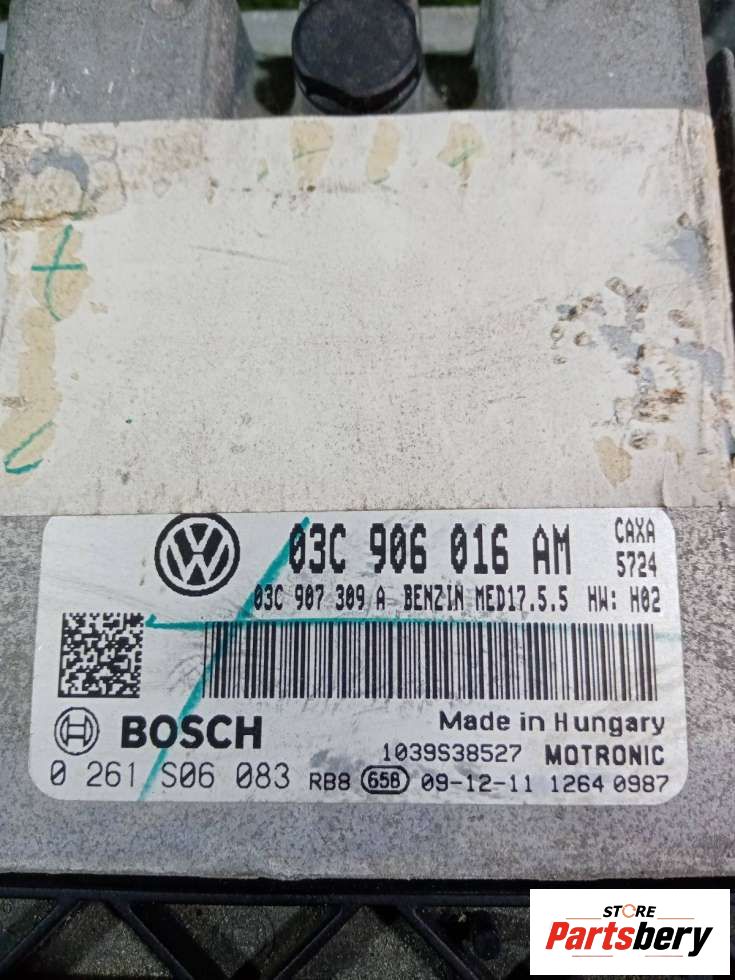 03C 906 016 AM
CAXA
5724
03C 907 309 A BENZIN MED17.5.5 HW: H02
BOSCH
Made in Hungary
1039S38527 MOTRONIC
0 261 S06 083 RB8 658 09-12-11 1264 0987
STORE
Partsbery